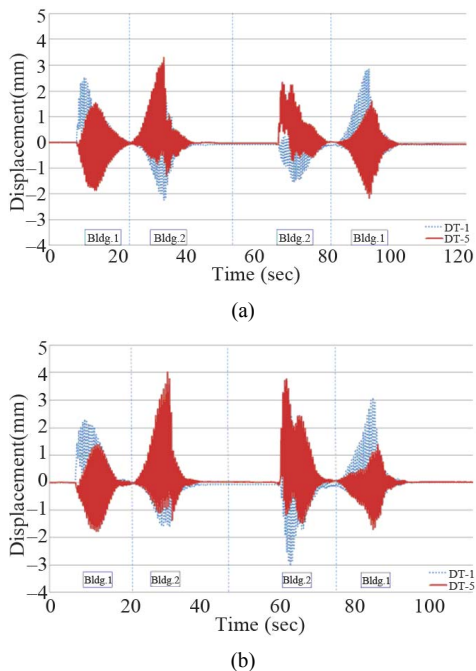 5
4
3
2
1
0
−1
−2
−3
−4
Displacement(mm)
Bldg.1 Bldg.2 Bldg.2 Bldg.1
DT-1
DT-5
0 20 40 60 80 100 120
Time (sec)
(a)
5
4
3
2
1
0
−1
−2
−3
−4
Displacement(mm)
DT-1
Bldg.1 Bldg.2 Bldg.2 Bldg.1
DT-5
0 20 40 60 80 100
Time (sec)
(b)